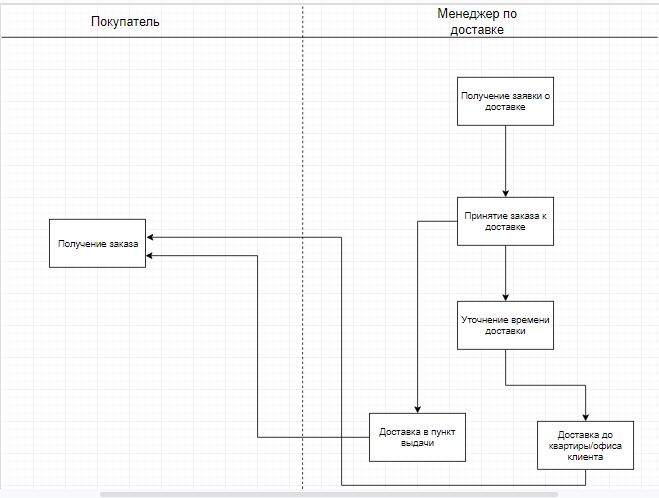 Покупатель
Менеджер по
доставке
Получение заявки о
доставке
Принятие заказа к
доставке
Получение заказа
Уточнение времени
доставки
Доставка в пункт
выдачи
Доставка до
квартиры/офиса
клиента